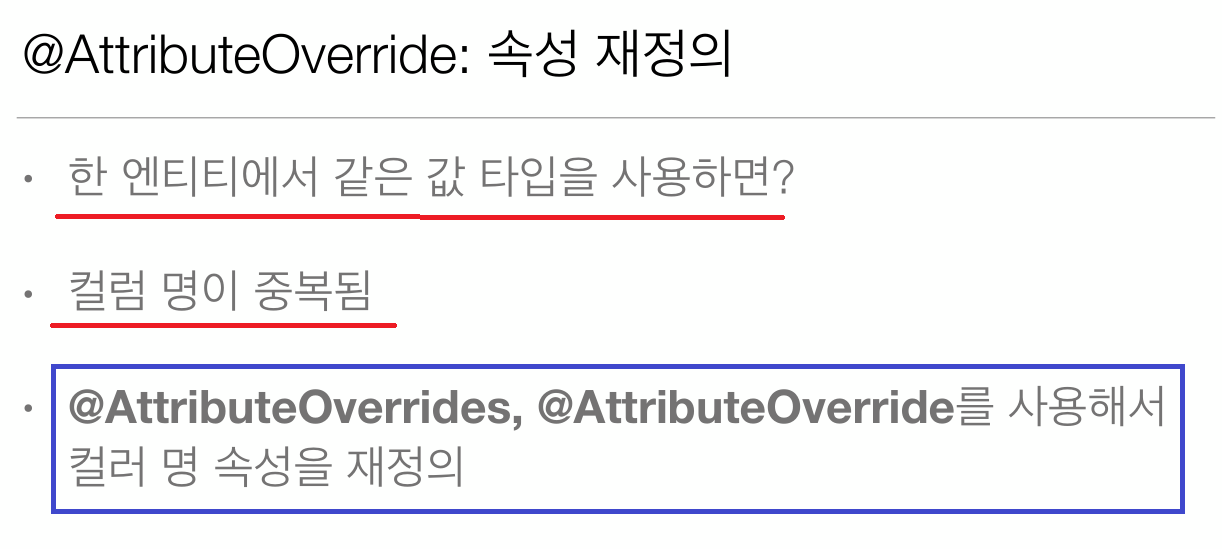 @AttributeOverride: 속성 재정의
• 한 엔티티에서 같은 값 타입을 사용하면?
• 컬럼 명이 중복됨
• @AttributeOverrides, @AttributeOverride를 사용해서
컬러 명 속성을 재정의